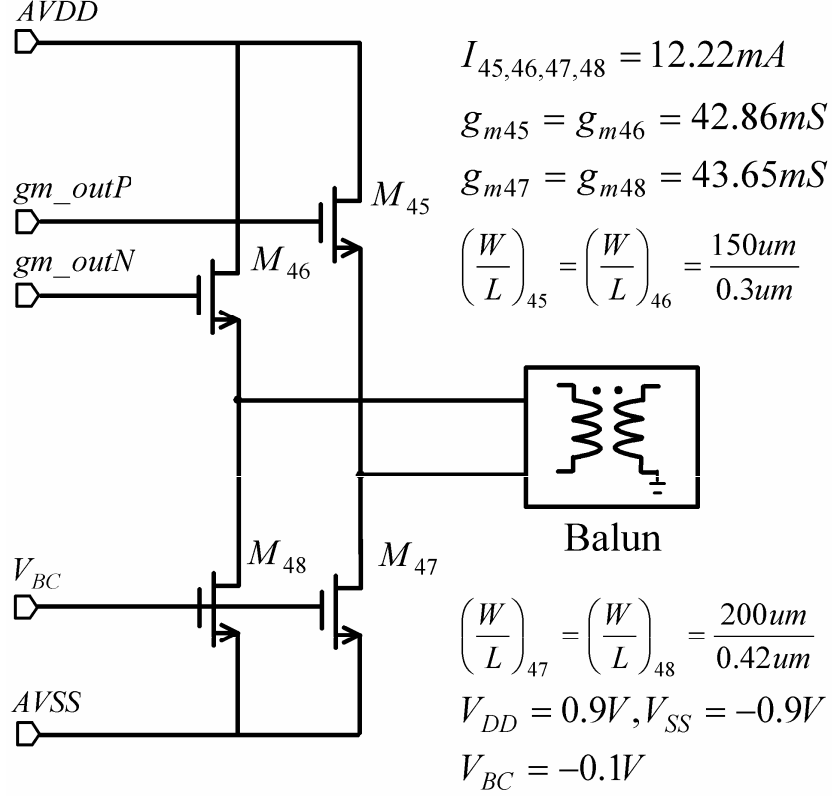 AVDD
I45,46,47,48 = 12.22mA
gm45 = gm46 = 42.86mS
gm47 = gm48 = 43.65mS
gm_outP
M45
gm_outN
M46
(W/L)45 = (W/L)46 = 150um/0.3um
Balun
VBC
M48
M47
(W/L)47 = (W/L)48 = 200um/0.42um
AVSS
VDD = 0.9V, VSS = −0.9V
VBC = −0.1V